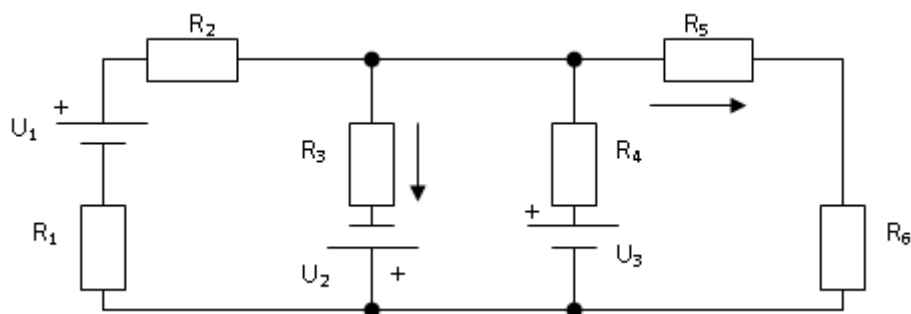 R₂
R₅
+
U₁
R₃
R₄
+
R₁
U₂
+
U₃
R₆